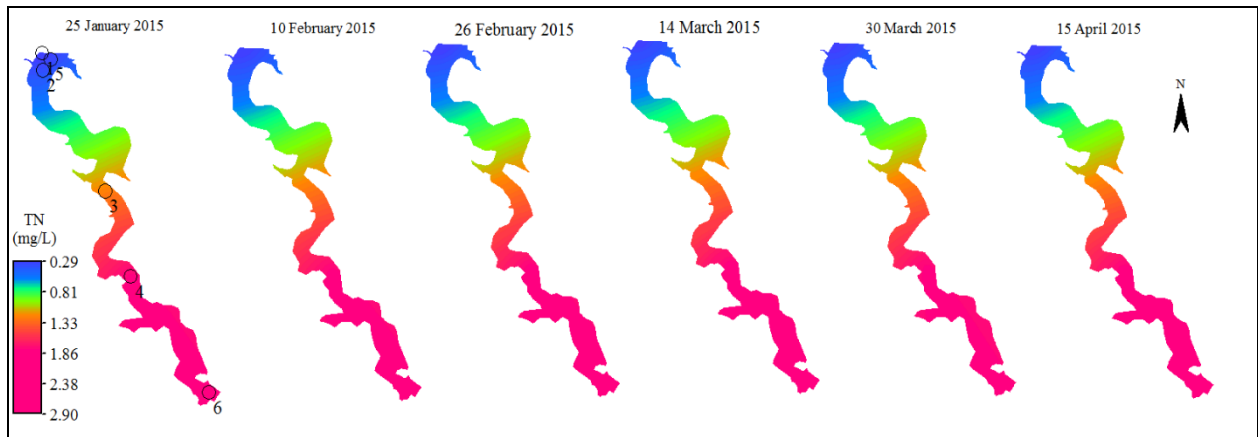 25 January 2015
10 February 2015
26 February 2015
14 March 2015
30 March 2015
15 April 2015
N
1
5
2
3
TN
(mg/L)
0.29
0.81
1.33
1.86
2.38
2.90
4
6